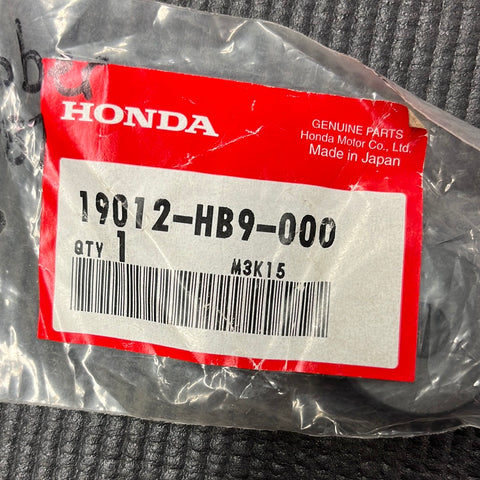 HONDA
GENUINE PARTS
Honda Motor Co., Ltd.
Made in Japan
19012-HB9-000
QTY 1
M3K15